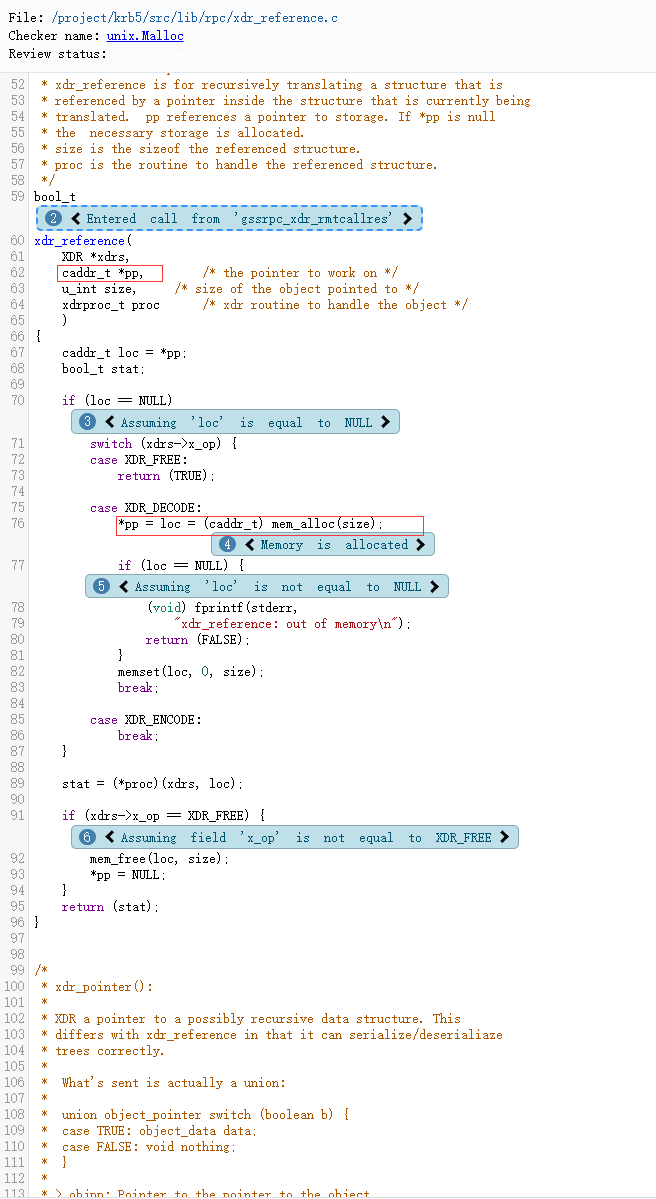 File: /project/krb5/src/lib/rpc/xdr_reference.c
Checker name: unix.Malloc
Review status:
52 * xdr_reference is for recursively translating a structure that is
53 * referenced by a pointer inside the structure that is currently being
54 * translated.  pp references a pointer to storage. If *pp is null
55 * the  necessary storage is allocated.
56 * size is the sizeof the referenced structure.
57 * proc is the routine to handle the referenced structure.
58 */
59 bool_t
2 Entered call from 'gssrpc_xdr_rmtcallres'
60 xdr_reference(
61 XDR *xdrs,
62 caddr_t *pp, /* the pointer to work on */
63 u_int size, /* size of the object pointed to */
64 xdrproc_t proc /* xdr routine to handle the object */
65 )
66 {
67 caddr_t loc = *pp;
68 bool_t stat;
69
70 if (loc == NULL)
3 Assuming 'loc' is equal to NULL
71 switch (xdrs->x_op) {
72 case XDR_FREE:
73 return (TRUE);
74
75 case XDR_DECODE:
76 *pp = loc = (caddr_t) mem_alloc(size);
4 Memory is allocated
77 if (loc == NULL) {
5 Assuming 'loc' is not equal to NULL
78 (void) fprintf(stderr,
79 "xdr_reference: out of memory\n");
80 return (FALSE);
81 }
82 memset(loc, 0, size);
83 break;
84
85 case XDR_ENCODE:
86 break;
87 }
88
89 stat = (*proc)(xdrs, loc);
90
91 if (xdrs->x_op == XDR_FREE) {
6 Assuming field 'x_op' is not equal to XDR_FREE
92 mem_free(loc, size);
93 *pp = NULL;
94 }
95 return (stat);
96 }
97
98
99 /*
100 * xdr_pointer():
101 *
102 * XDR a pointer to a possibly recursive data structure. This
103 * differs with xdr_reference in that it can serialize/deserialiaze
104 * trees correctly.
105 *
106 *  What's sent is actually a union:
107 *
108 *  union object_pointer switch (boolean b) {
109 *  case TRUE: object_data data;
110 *  case FALSE: void nothing;
111 *  }
112 *
113 * > objpp: Pointer to the pointer to the object.